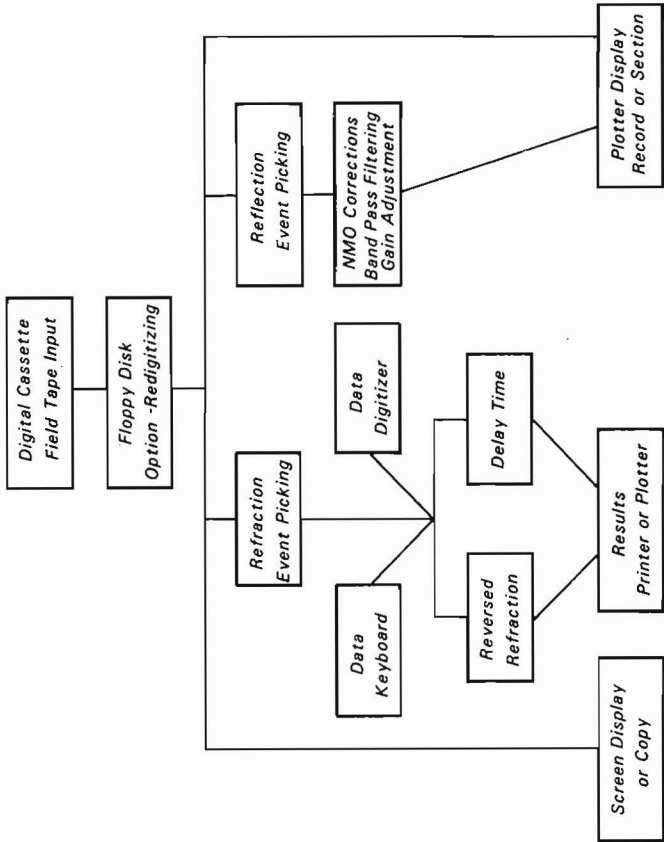 Digital Cassette
Field Tape Input
Floppy Disk
Option -Redigitizing
Refraction
Event Picking
Reflection
Event Picking
Data
Keyboard
Data
Digitizer
NMO Corrections
Band Pass Filtering
Gain Adjustment
Reversed
Refraction
Delay Time
Screen Display
or Copy
Results
Printer or Plotter
Plotter Display
Record or Section